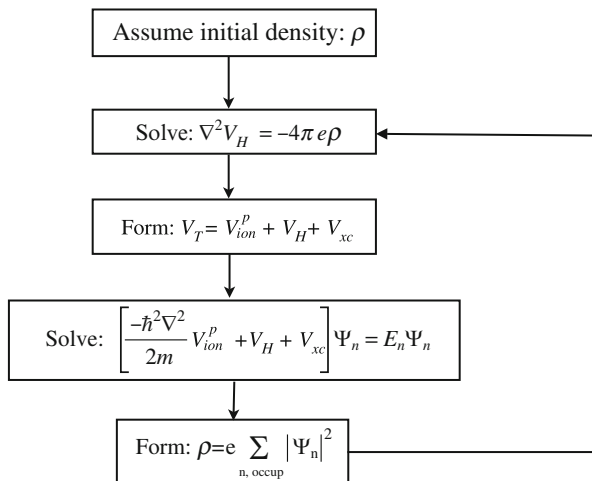 Assume initial density: ρ
Solve: ∇²V_H = −4π eρ
Form: V_T = V_ion^p + V_H + V_xc
Solve: [−ħ²∇²/2m V_ion^p + V_H + V_xc] Ψ_n = E_n Ψ_n
Form: ρ=e ∑_{n, occup} |Ψ_n|²